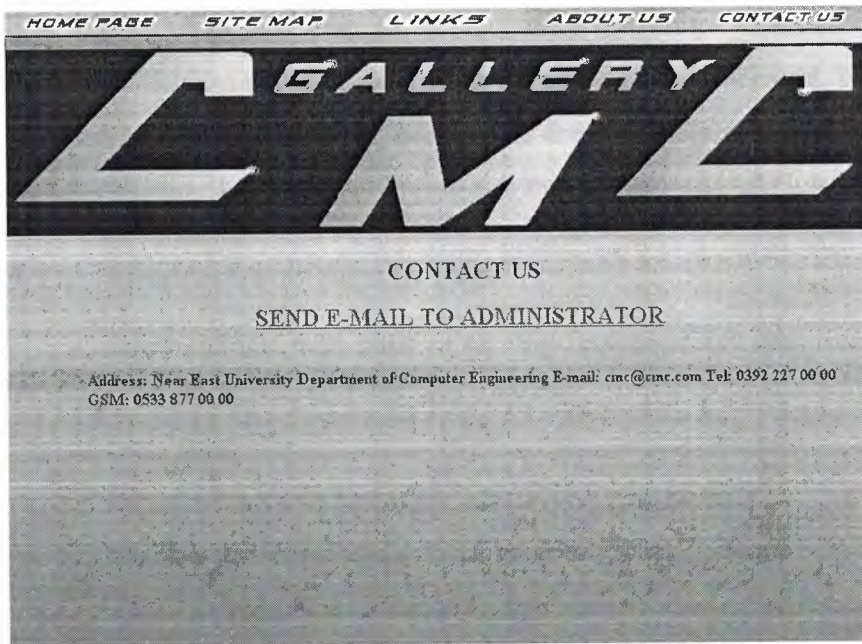 HOME PAGE SITE MAP LINKS ABOUT US CONTACT US
GALLERY
CMC
CONTACT US
SEND E-MAIL TO ADMINISTRATOR
Address: Near East University Department of Computer Engineering E-mail: cmc@cmc.com Tel: 0392 227 00 00
GSM: 0533 877 00 00